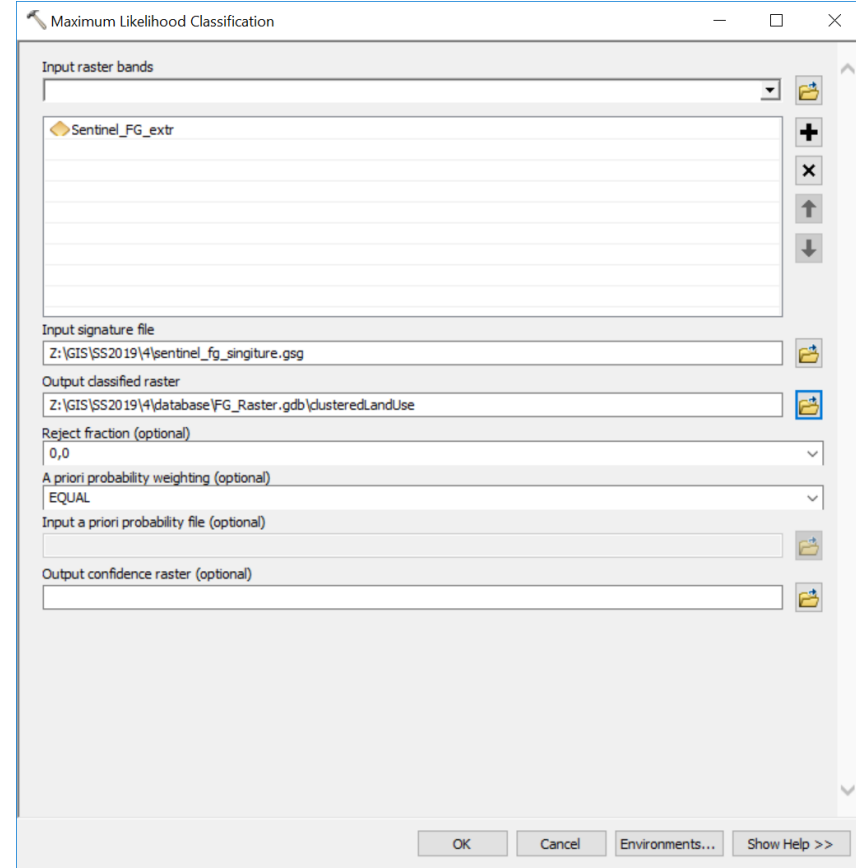 Maximum Likelihood Classification
Input raster bands
Sentinel_FG_extr
Input signature file
Z:\GIS\SS2019\4\sentinel_fg_singiture.gsg
Output classified raster
Z:\GIS\SS2019\4\database\FG_Raster.gdb\clusteredLandUse
Reject fraction (optional)
0,0
A priori probability weighting (optional)
EQUAL
Input a priori probability file (optional)
Output confidence raster (optional)
OK Cancel Environments... Show Help >>